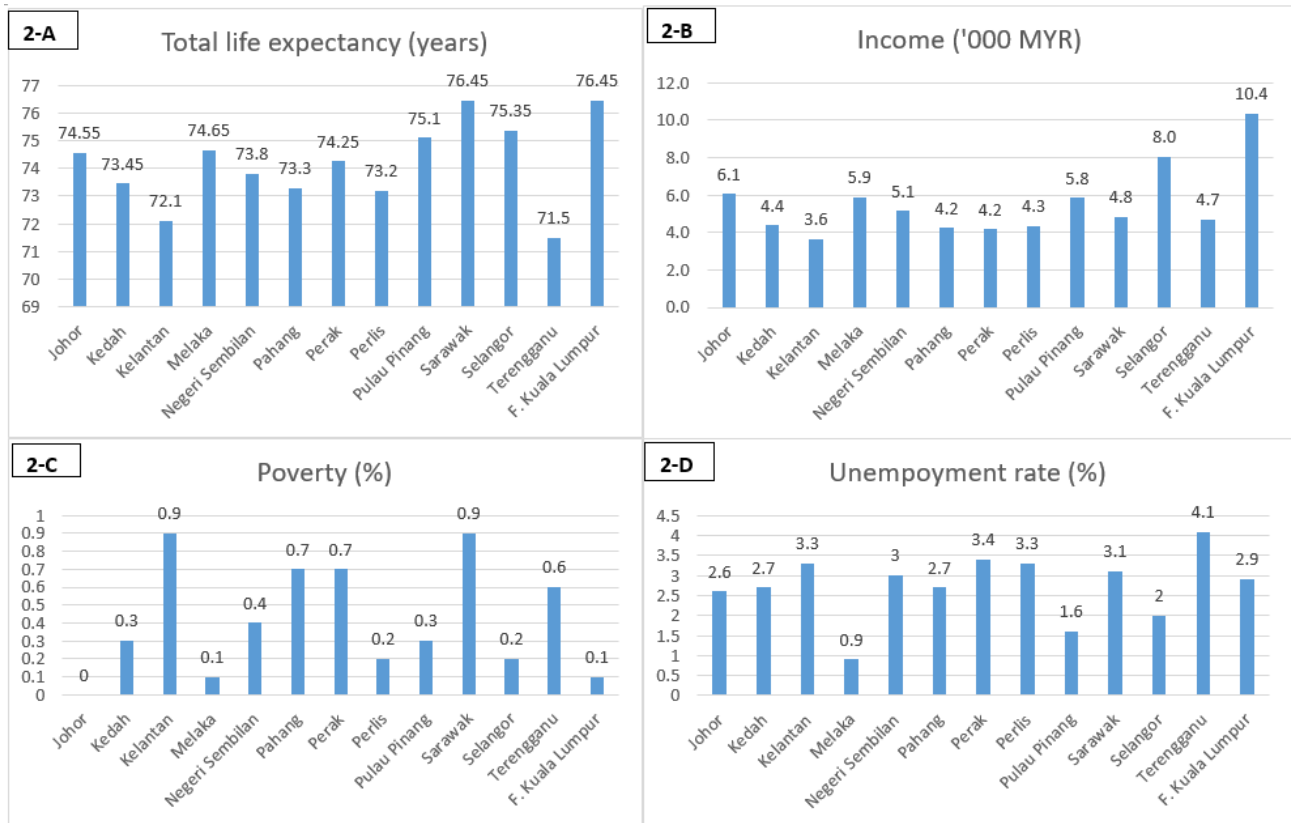 2-A
Total life expectancy (years)
77
76
75
74
73
72
71
70
69
74.55
73.45
72.1
74.65
73.8
73.3
74.25
73.2
75.1
76.45
75.35
71.5
76.45
Johor
Kedah
Kelantan
Melaka
Negeri Sembilan
Pahang
Perak
Perlis
Pulau Pinang
Sarawak
Selangor
Terengganu
F. Kuala Lumpur
2-B
Income ('000 MYR)
12.0
10.0
8.0
6.0
4.0
2.0
0.0
6.1
4.4
3.6
5.9
5.1
4.2
4.2
4.3
5.8
4.8
8.0
4.7
10.4
Johor
Kedah
Kelantan
Melaka
Negeri Sembilan
Pahang
Perak
Perlis
Pulau Pinang
Sarawak
Selangor
Terengganu
F. Kuala Lumpur
2-C
Poverty (%)
1
0.9
0.8
0.7
0.6
0.5
0.4
0.3
0.2
0.1
0
0
0.3
0.9
0.1
0.4
0.7
0.7
0.2
0.3
0.9
0.2
0.6
0.1
Johor
Kedah
Kelantan
Melaka
Negeri Sembilan
Pahang
Perak
Perlis
Pulau Pinang
Sarawak
Selangor
Terengganu
F. Kuala Lumpur
2-D
Unempoyment rate (%)
4.5
4
3.5
3
2.5
2
1.5
1
0.5
0
2.6
2.7
3.3
0.9
3
2.7
3.4
3.3
1.6
3.1
2
4.1
2.9
Johor
Kedah
Kelantan
Melaka
Negeri Sembilan
Pahang
Perak
Perlis
Pulau Pinang
Sarawak
Selangor
Terengganu
F. Kuala Lumpur